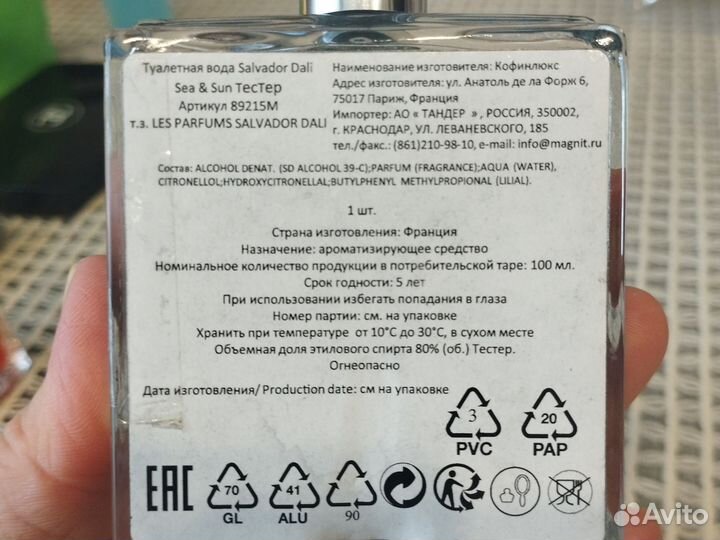 Туалетная вода Salvador Dali
Sea & Sun ТесТер
Артикул 89215М
т.з. LES PARFUMS SALVADOR DALI
Наименование изготовителя: Кофинлюкс
Адрес изготовителя: ул. Анатоль де ла Форж 6,
75017 Париж, Франция
Импортер: АО « ТАНДЕР », РОССИЯ, 350002,
г. КРАСНОДАР, УЛ. ЛЕВАНЕВСКОГО, 185
тел./факс.: (861)210-98-10, e-mail: info@magnit.ru
Состав: ALCOHOL DENAT. (SD ALCOHOL 39-C);PARFUM (FRAGRANCE);AQUA (WATER),
CITRONELLOL;HYDROXYCITRONELLAL;BUTYLPHENYL METHYLPROPIONAL (LILIAL).
1 шт.
Страна изготовления: Франция
Назначение: ароматизирующее средство
Номинальное количество продукции в потребительской таре: 100 мл.
Срок годности: 5 лет
При использовании избегать попадания в глаза
Номер партии: см. на упаковке
Хранить при температуре от 10°С до 30°С, в сухом месте
Объемная доля этилового спирта 80% (об.) Тестер.
Огнеопасно
Дата изготовления/ Production date: см на упаковке
3
PVC
20
PAP
EAC
70
GL
41
ALU
90
Avito